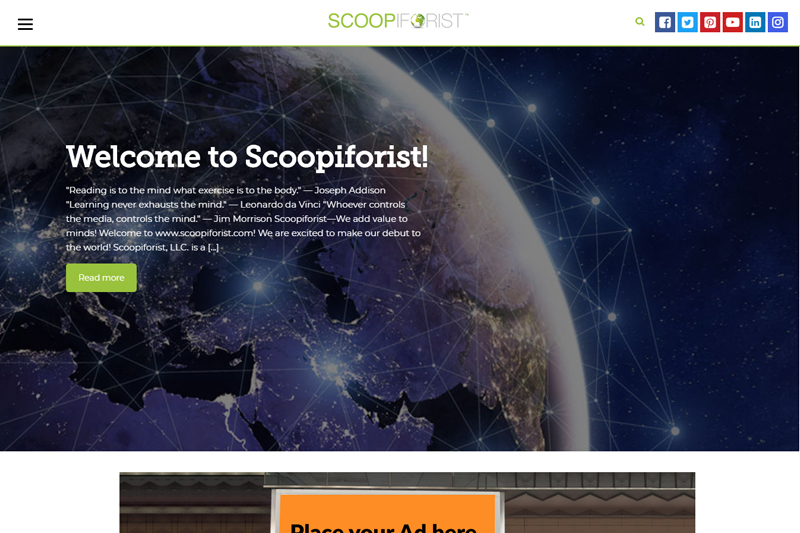 SCOOPIFORIST™
Welcome to Scoopiforist!
"Reading is to the mind what exercise is to the body." — Joseph Addison
"Learning never exhausts the mind." — Leonardo da Vinci "Whoever controls
the media, controls the mind." — Jim Morrison Scoopiforist—We add value to
minds! Welcome to www.scoopiforist.com! We are excited to make our debut to
the world! Scoopiforist, LLC. is a [...]
Read more
Place your Ad here